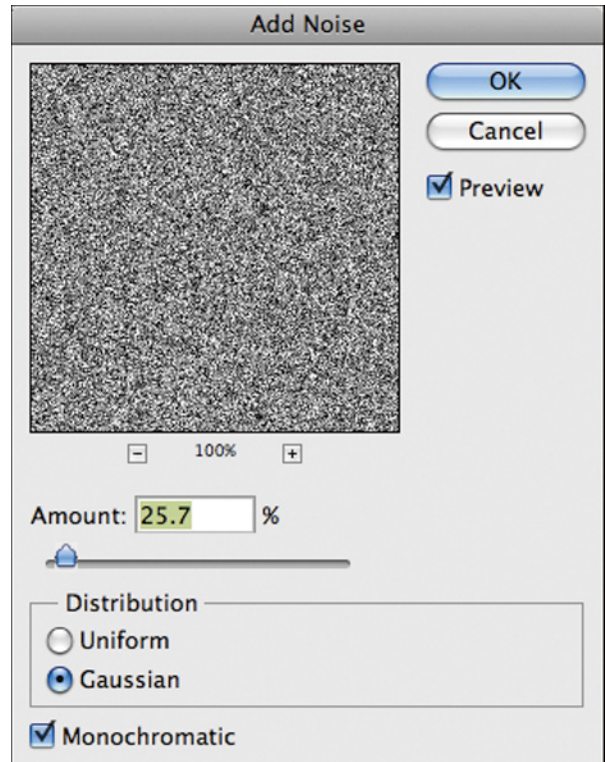 Add Noise
OK
Cancel
Preview
100%
Amount: 25.7 %
Distribution
Uniform
Gaussian
Monochromatic